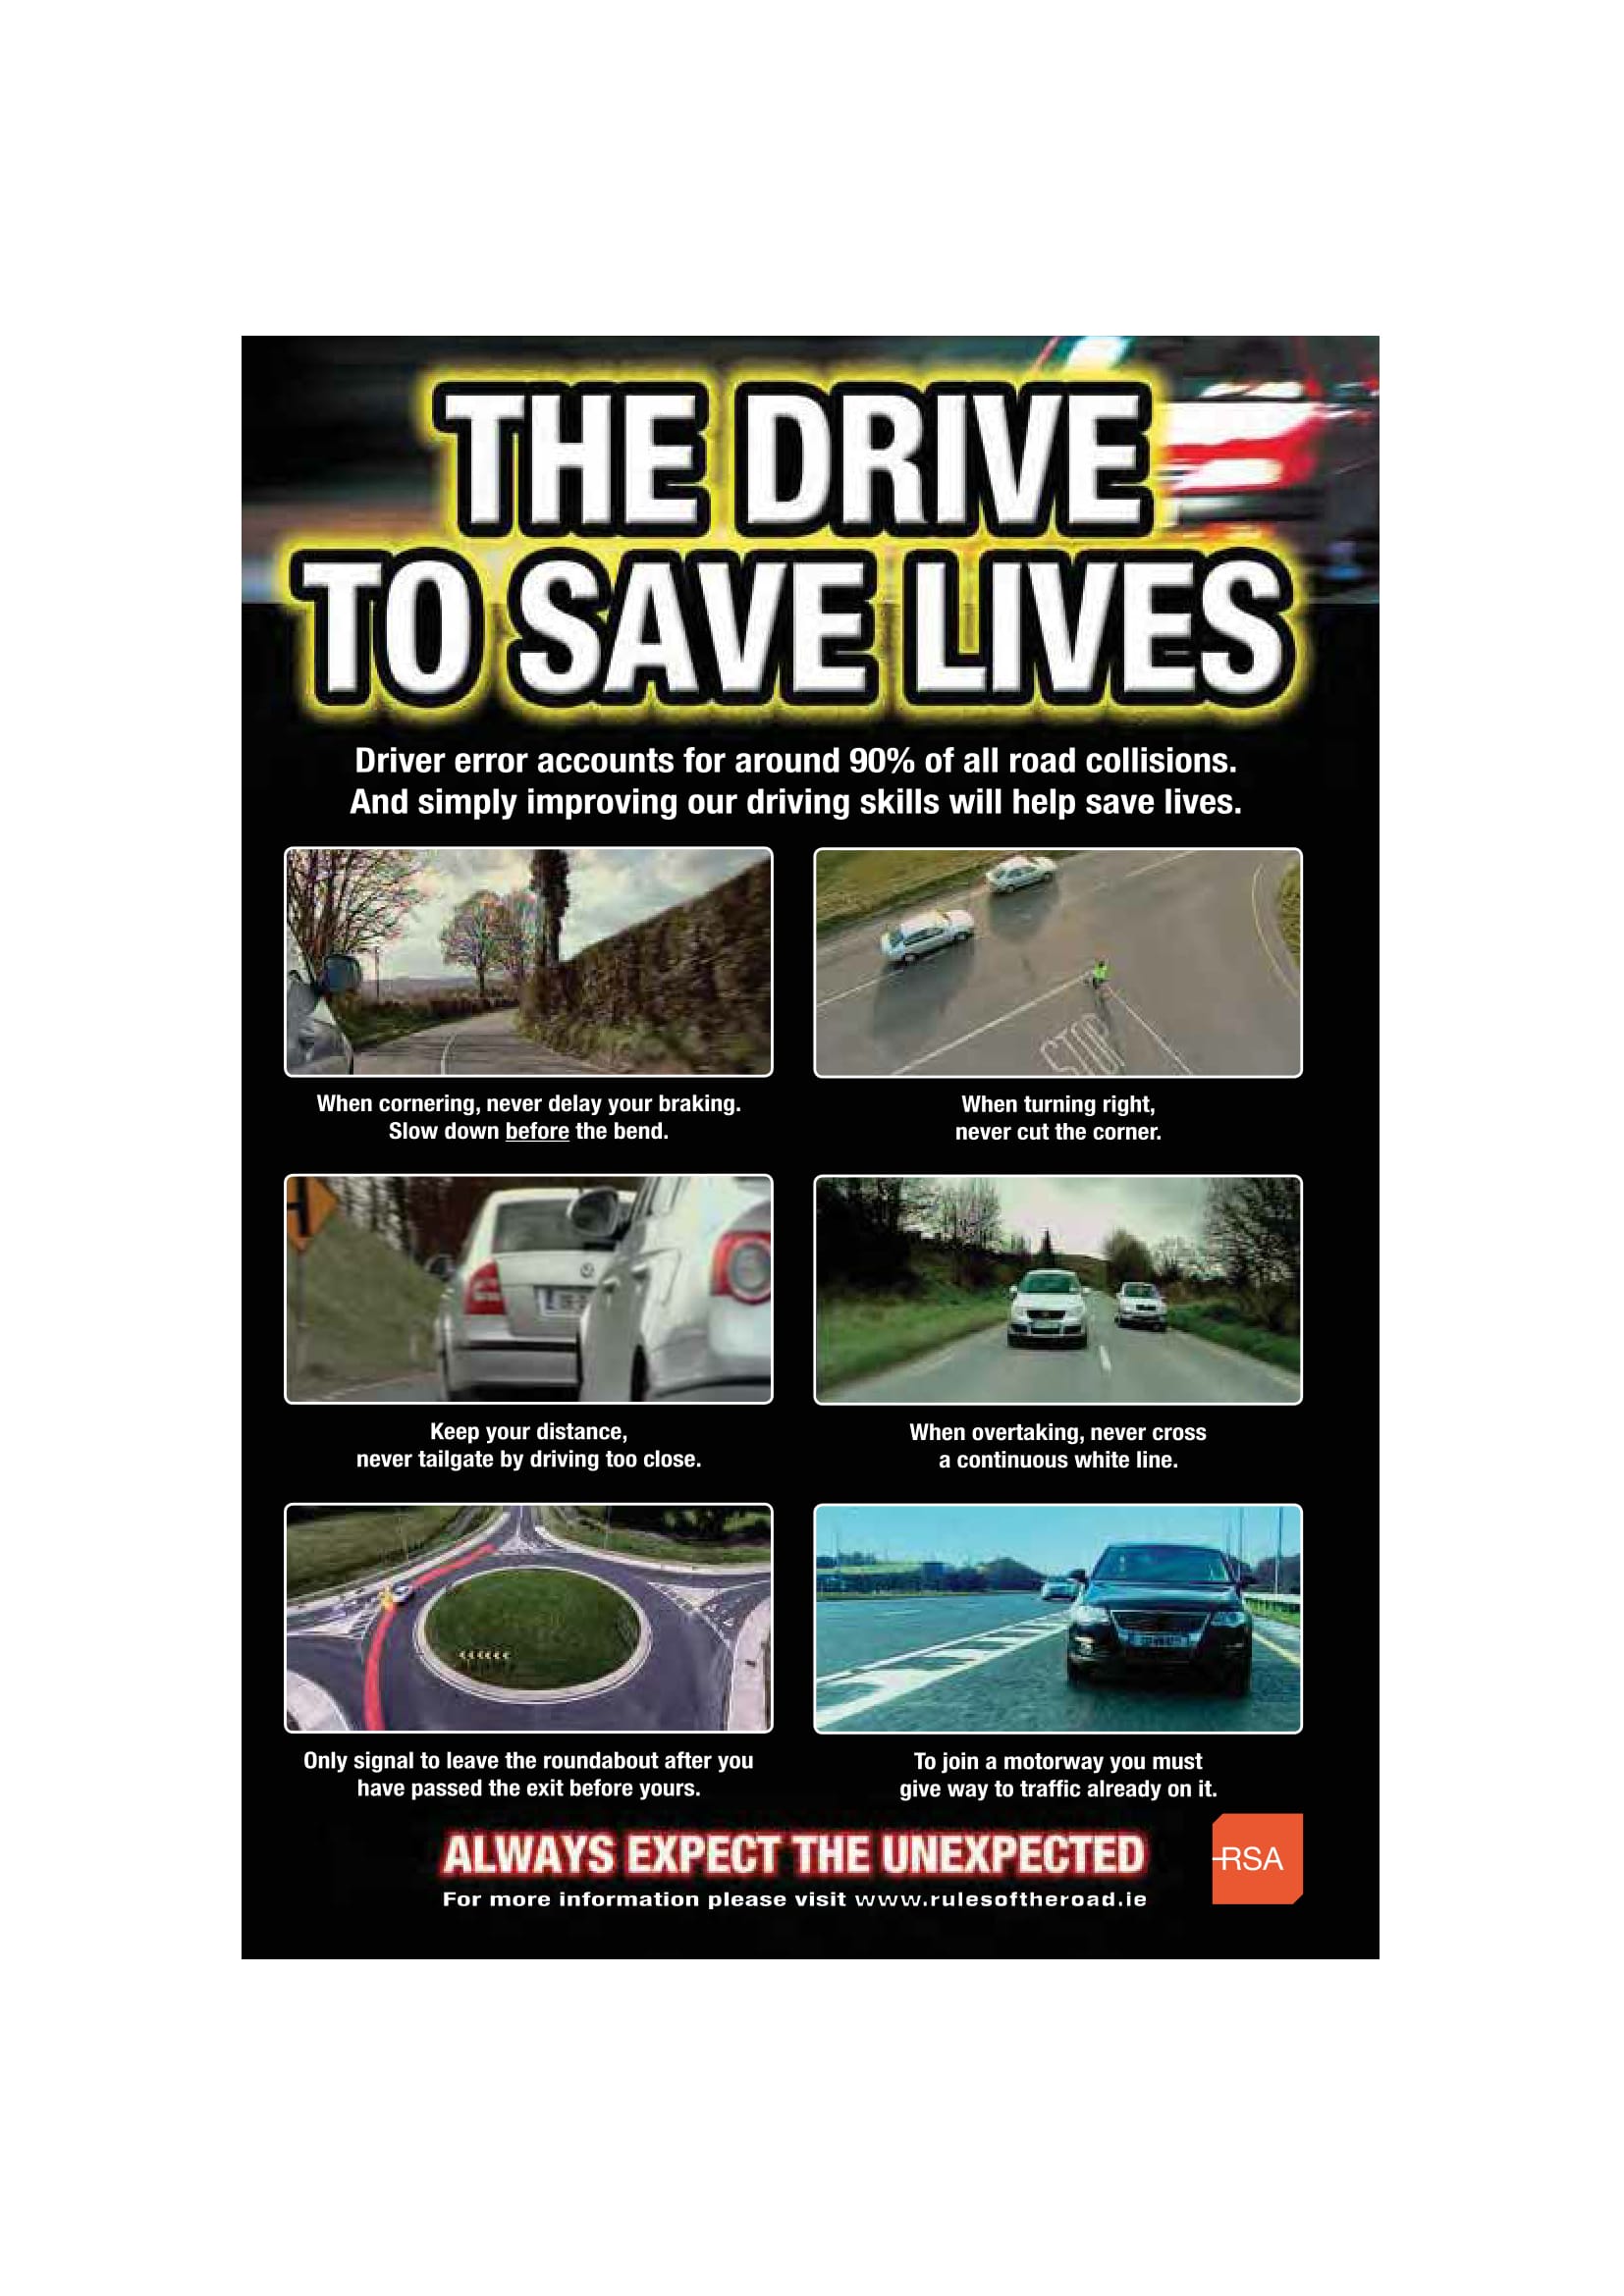 THE DRIVE
TO SAVE LIVES
Driver error accounts for around 90% of all road collisions.
And simply improving our driving skills will help save lives.
When cornering, never delay your braking.
Slow down before the bend.
STOP
When turning right,
never cut the corner.
Keep your distance,
never tailgate by driving too close.
When overtaking, never cross
a continuous white line.
Only signal to leave the roundabout after you
have passed the exit before yours.
To join a motorway you must
give way to traffic already on it.
ALWAYS EXPECT THE UNEXPECTED
For more information please visit www.rulesoftheroad.ie
RSA